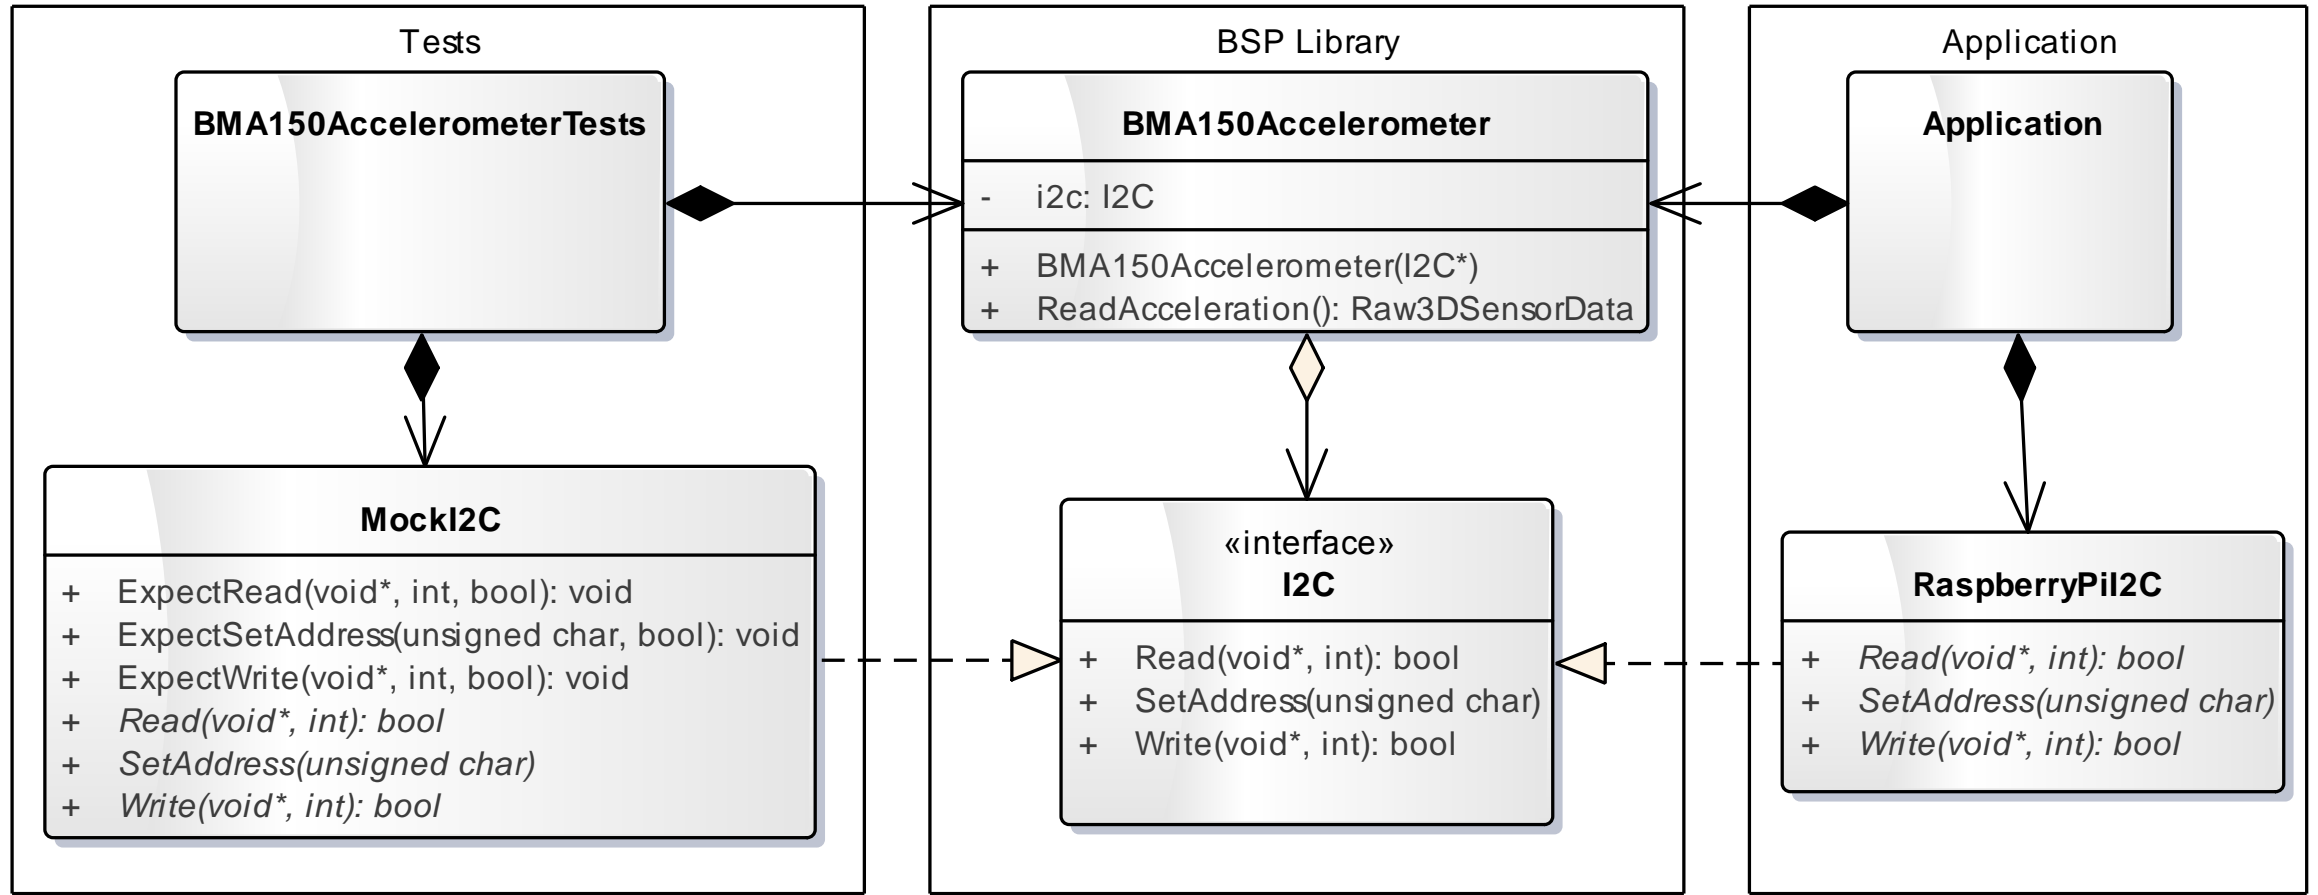 Tests
BMA150AccelerometerTests
MockI2C
+ ExpectRead(void*, int, bool): void
+ ExpectSetAddress(unsigned char, bool): void
+ ExpectWrite(void*, int, bool): void
+ Read(void*, int): bool
+ SetAddress(unsigned char)
+ Write(void*, int): bool
BSP Library
BMA150Accelerometer
- i2c: I2C
+ BMA150Accelerometer(I2C*)
+ ReadAcceleration(): Raw3DSensorData
«interface»
I2C
+ Read(void*, int): bool
+ SetAddress(unsigned char)
+ Write(void*, int): bool
Application
Application
RaspberryPiI2C
+ Read(void*, int): bool
+ SetAddress(unsigned char)
+ Write(void*, int): bool